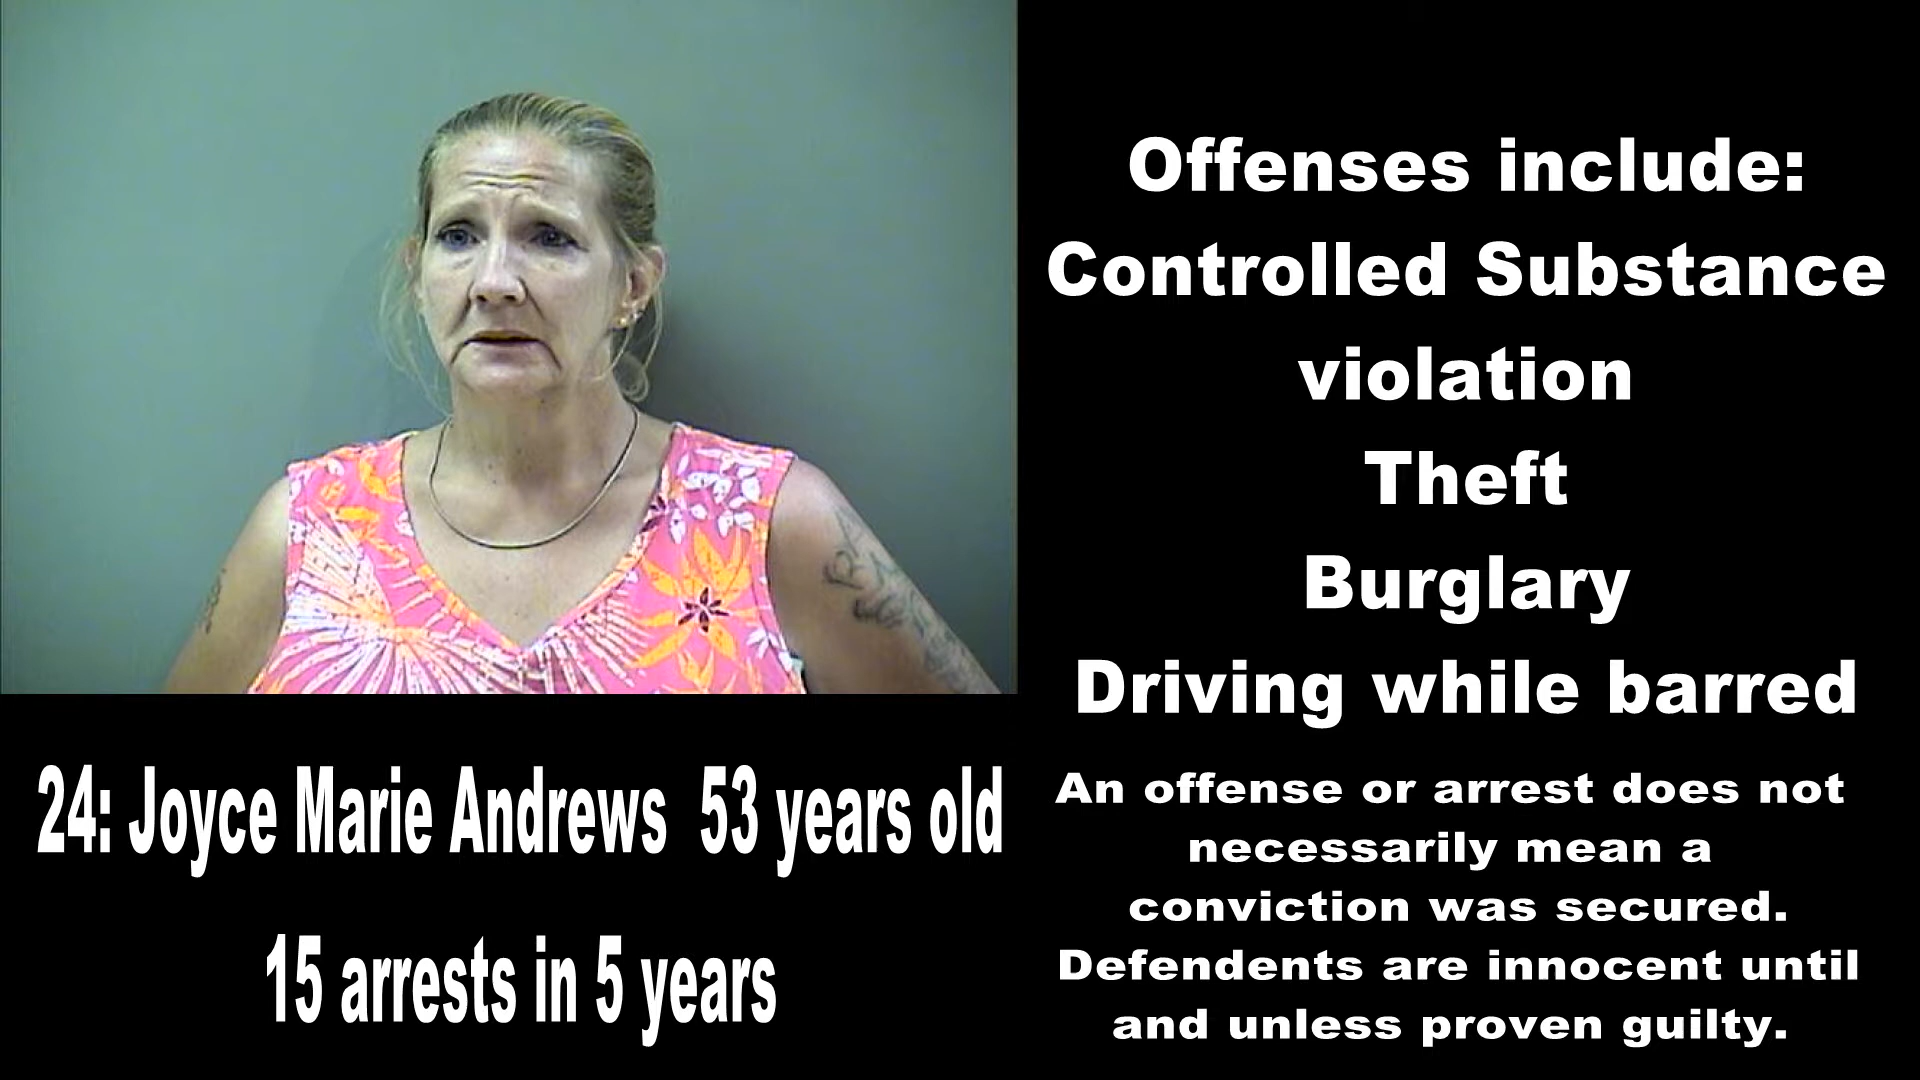 Offenses include:
Controlled Substance
violation
Theft
Burglary
Driving while barred
24: Joyce Marie Andrews  53 years old
15 arrests in 5 years
An offense or arrest does not
necessarily mean a
conviction was secured.
Defendents are innocent until
and unless proven guilty.